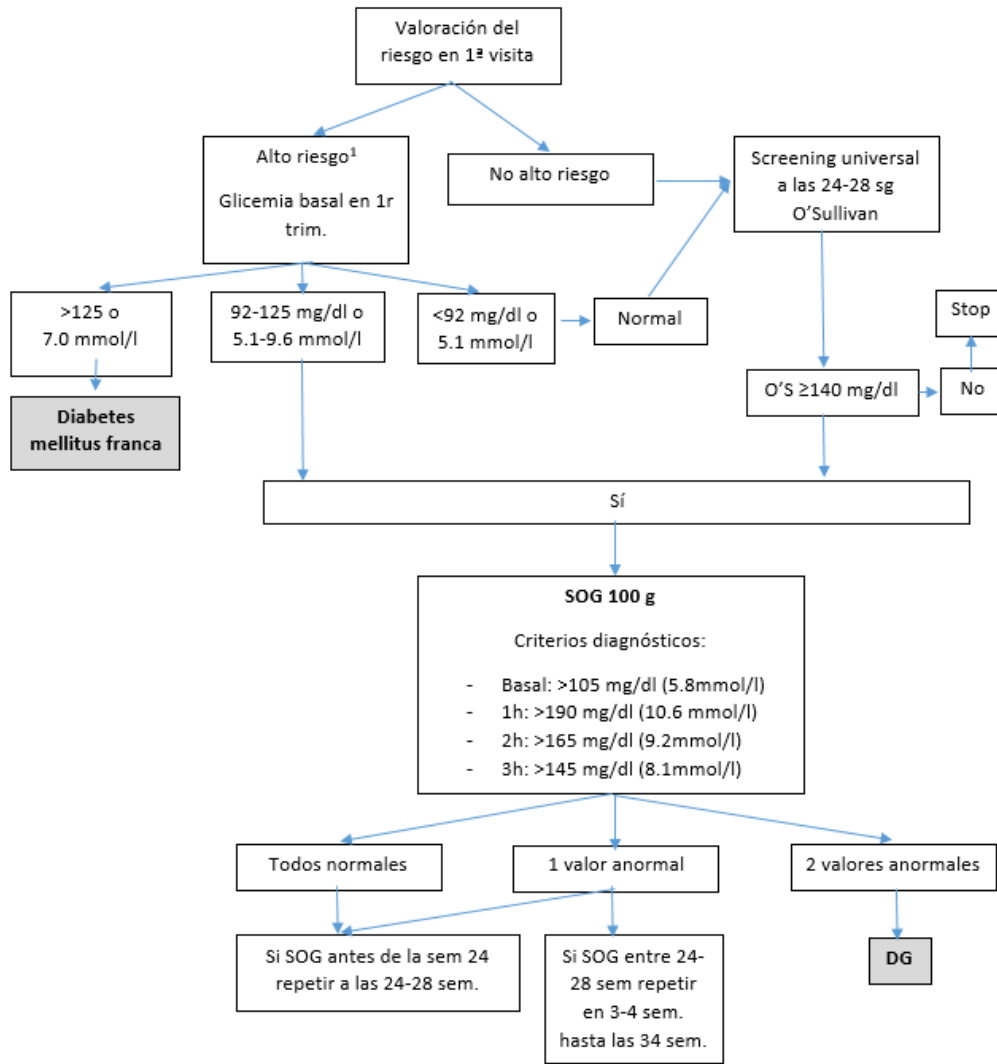 Valoración del
riesgo en 1ª visita
Alto riesgo¹
Glicemia basal en 1r
trim.
No alto riesgo
Screening universal
a las 24-28 sg
O'Sullivan
>125 o
7.0 mmol/l
92-125 mg/dl o
5.1-9.6 mmol/l
<92 mg/dl o
5.1 mmol/l
Normal
Stop
O'S ≥140 mg/dl
No
Diabetes
mellitus franca
Sí
SOG 100 g
Criterios diagnósticos:
- Basal: >105 mg/dl (5.8mmol/l)
- 1h: >190 mg/dl (10.6 mmol/l)
- 2h: >165 mg/dl (9.2mmol/l)
- 3h: >145 mg/dl (8.1mmol/l)
Todos normales
1 valor anormal
2 valores anormales
Si SOG antes de la sem 24
repetir a las 24-28 sem.
Si SOG entre 24-
28 sem repetir
en 3-4 sem.
hasta las 34 sem.
DG